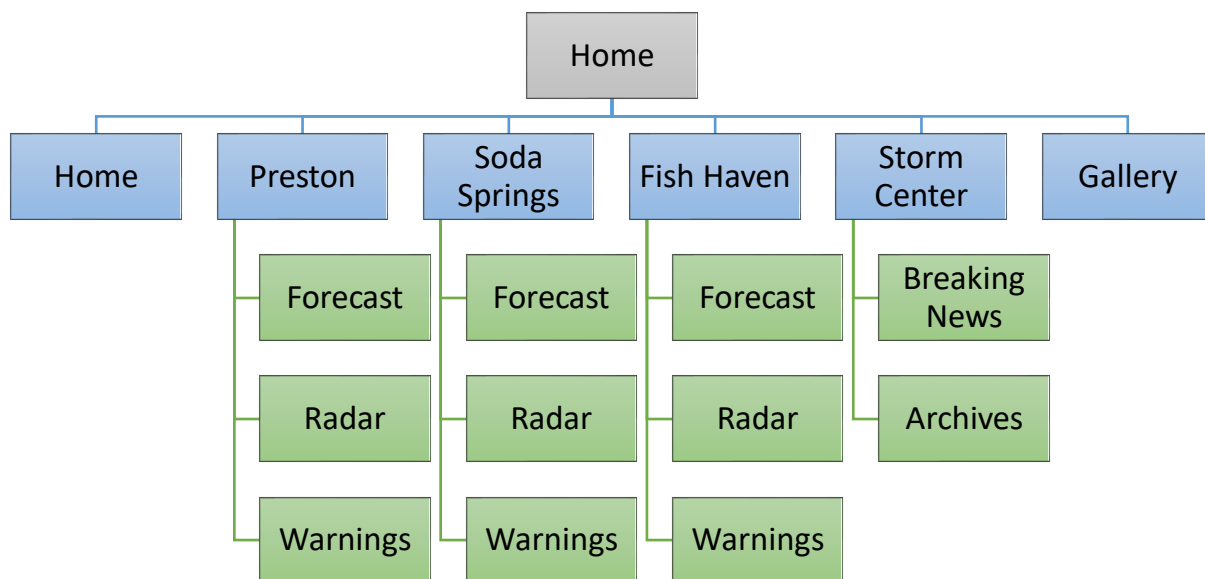 Home
Home
Preston
Soda
Springs
Fish Haven
Storm
Center
Gallery
Forecast
Forecast
Forecast
Breaking
News
Radar
Radar
Radar
Archives
Warnings
Warnings
Warnings